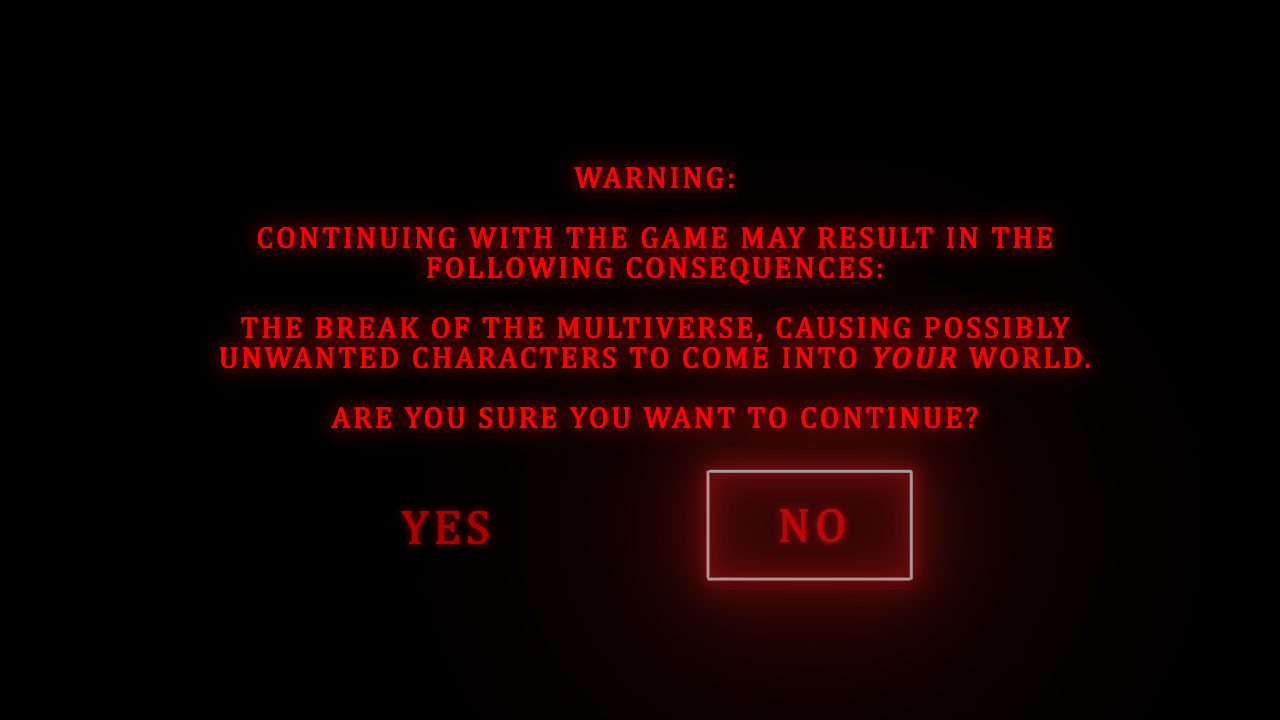 WARNING:
CONTINUING WITH THE GAME MAY RESULT IN THE
FOLLOWING CONSEQUENCES:
THE BREAK OF THE MULTIVERSE, CAUSING POSSIBLY
UNWANTED CHARACTERS TO COME INTO YOUR WORLD.
ARE YOU SURE YOU WANT TO CONTINUE?
YES NO